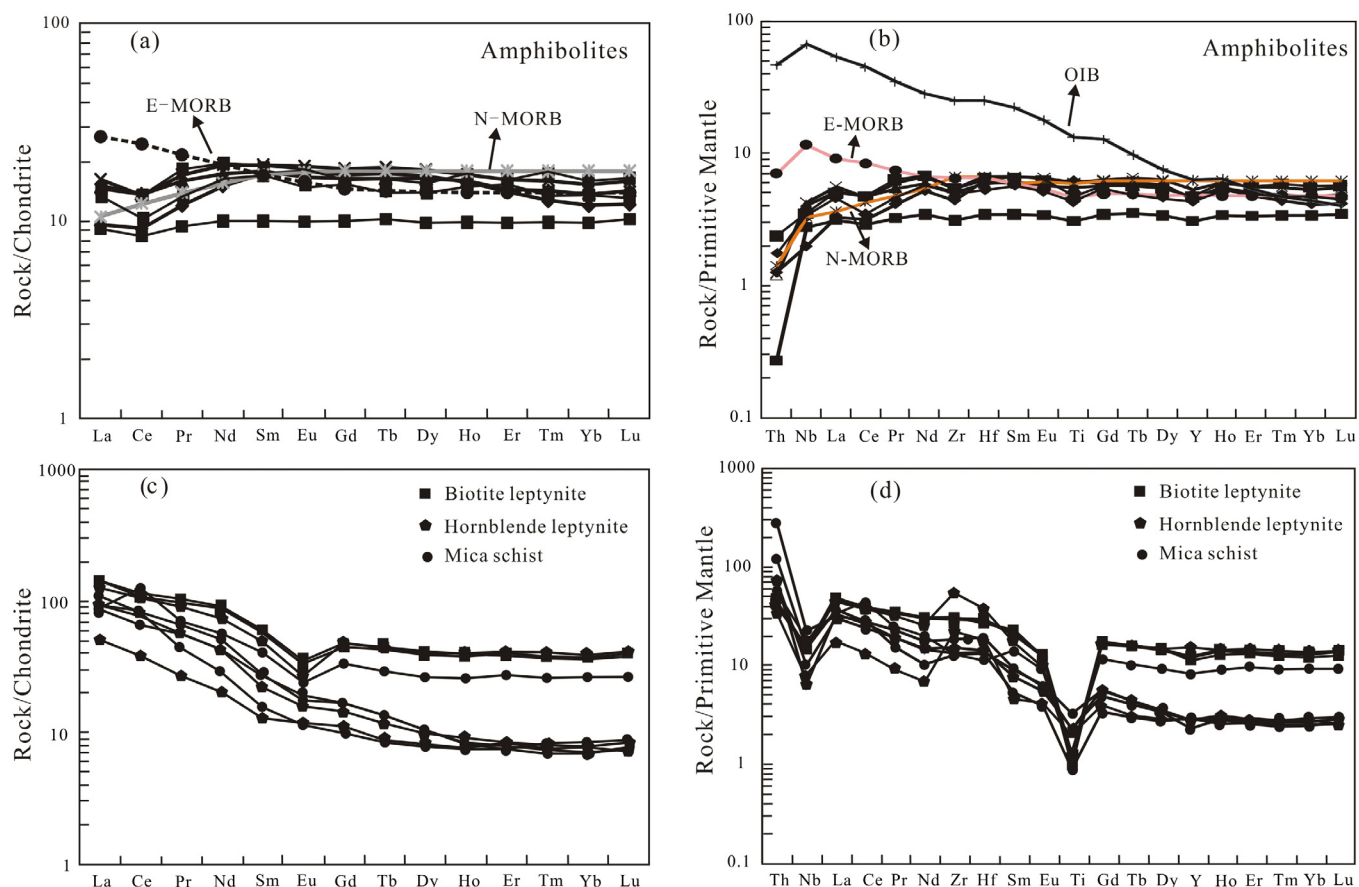 (a)
Amphibolites
E−MORB
N−MORB
Rock/Chondrite
100
10
1
La Ce Pr Nd Sm Eu Gd Tb Dy Ho Er Tm Yb Lu
(b)
Amphibolites
OIB
E-MORB
N-MORB
Rock/Primitive Mantle
100
10
1
0.1
Th Nb La Ce Pr Nd Zr Hf Sm Eu Ti Gd Tb Dy Y Ho Er Tm Yb Lu
(c)
Biotite leptynite
Hornblende leptynite
Mica schist
Rock/Chondrite
1000
100
10
1
La Ce Pr Nd Sm Eu Gd Tb Dy Ho Er Tm Yb Lu
(d)
Biotite leptynite
Hornblende leptynite
Mica schist
Rock/Primitive Mantle
1000
100
10
1
0.1
Th Nb La Ce Pr Nd Zr Hf Sm Eu Ti Gd Tb Dy Y Ho Er Tm Yb Lu